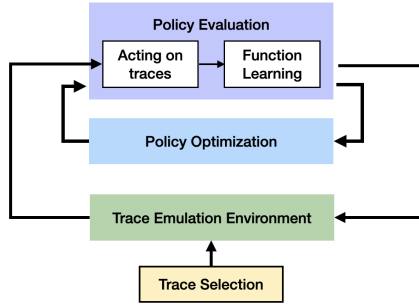 Policy Evaluation
Acting on
traces
Function
Learning
Policy Optimization
Trace Emulation Environment
Trace Selection